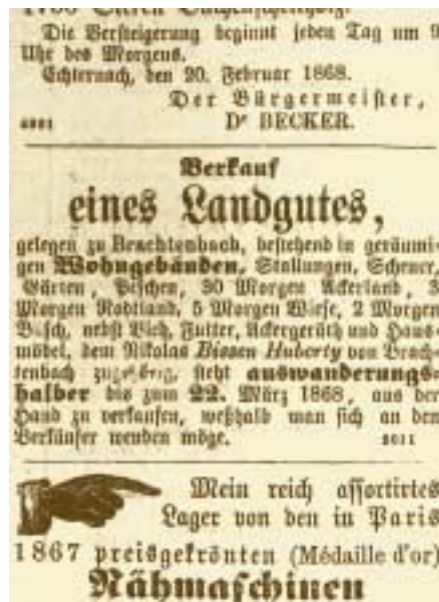 Die Versteigerung beginnt jeden Tag um 9
Uhr des Morgens.
Echternach, den 20. Februar 1868.
Der Bürgermeister,
Dr BECKER.
Verkauf
eines Landgutes,
gelegen zu Brachtenbach, bestehend in geräumi-
gen Wohngebäuden, Stallungen, Scheuer,
Gärten, Peschen, 30 Morgen Ackerland, 3
Morgen Rodtland, 5 Morgen Wiese, 2 Morgen
Busch, nebst Vieh, Futter, Ackergeräth und Haus-
möbel, dem Nikolas Bissen Huberty von Brach-
tenbach zugehörig, steht auswanderungs-
halber bis zum 22. März 1868, aus der
Hand zu verkaufen, weßhalb man sich an den
Verkäufer wenden möge.
Mein reich assortirtes
Lager von den in Paris
1867 preisgekrönten (Médaille d'or)
Nähmaschinen